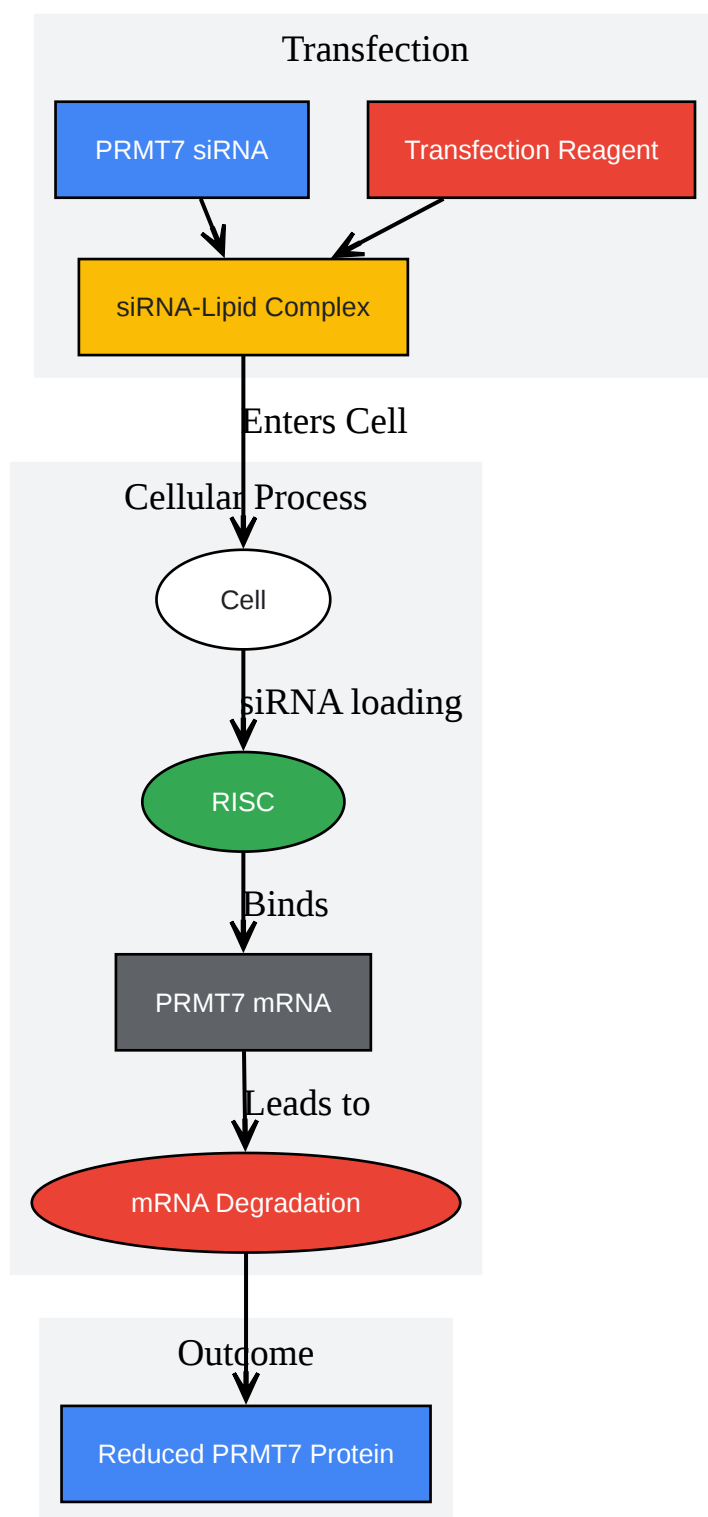 Transfection
PRMT7 siRNA
Transfection Reagent
siRNA-Lipid Complex
Enters Cell
Cellular Process
Cell
siRNA loading
RISC
Binds
PRMT7 mRNA
Leads to
mRNA Degradation
Outcome
Reduced PRMT7 Protein